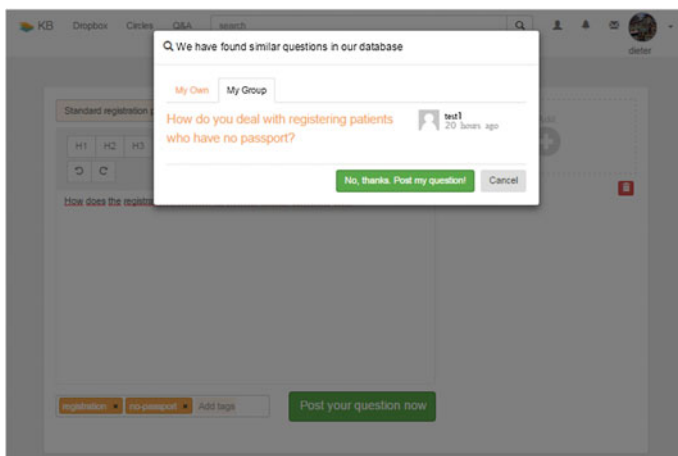 KB Dropbox Circles Q&A search
dieter
We have found similar questions in our database
My Own My Group
How do you deal with registering patients
who have no passport?
test1
20 hours ago
No, thanks. Post my question! Cancel
Standard registration
H1 H2 H3
How does the
registration × no-passport × Add tags
Post your question now